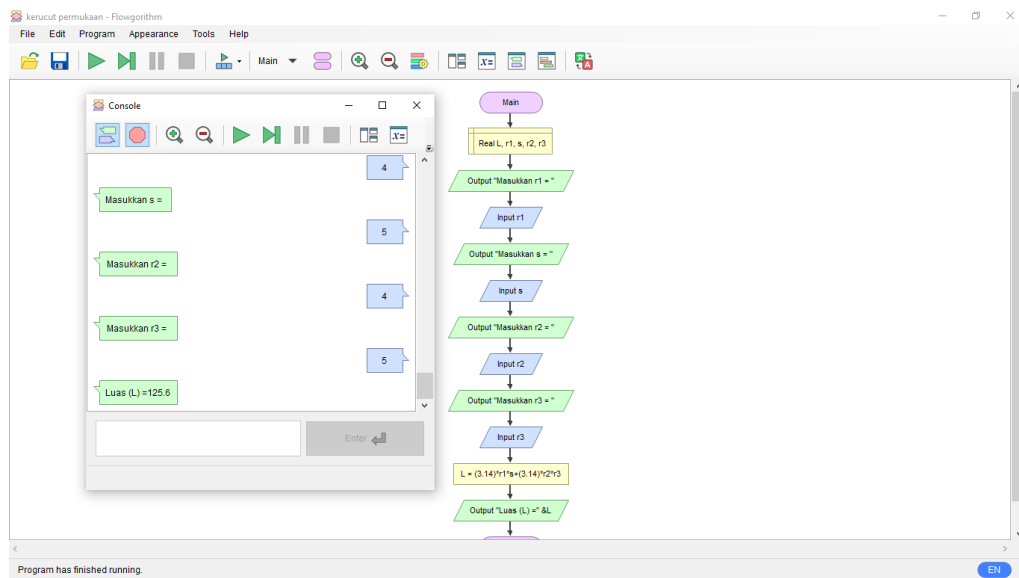 kerucut permukaan - Flowgorithm
File Edit Program Appearance Tools Help
Main
X=
文
A
Console
X=
4
Masukkan s =
5
Masukkan r2 =
4
Masukkan r3 =
5
Luas (L) =125.6
Enter
Main
Real L, r1, s, r2, r3
Output "Masukkan r1 = "
Input r1
Output "Masukkan s = "
Input s
Output "Masukkan r2 = "
Input r2
Output "Masukkan r3 = "
Input r3
L = (3.14)*r1*s+(3.14)*r2*r3
Output "Luas (L) =" &L
Program has finished running.
EN